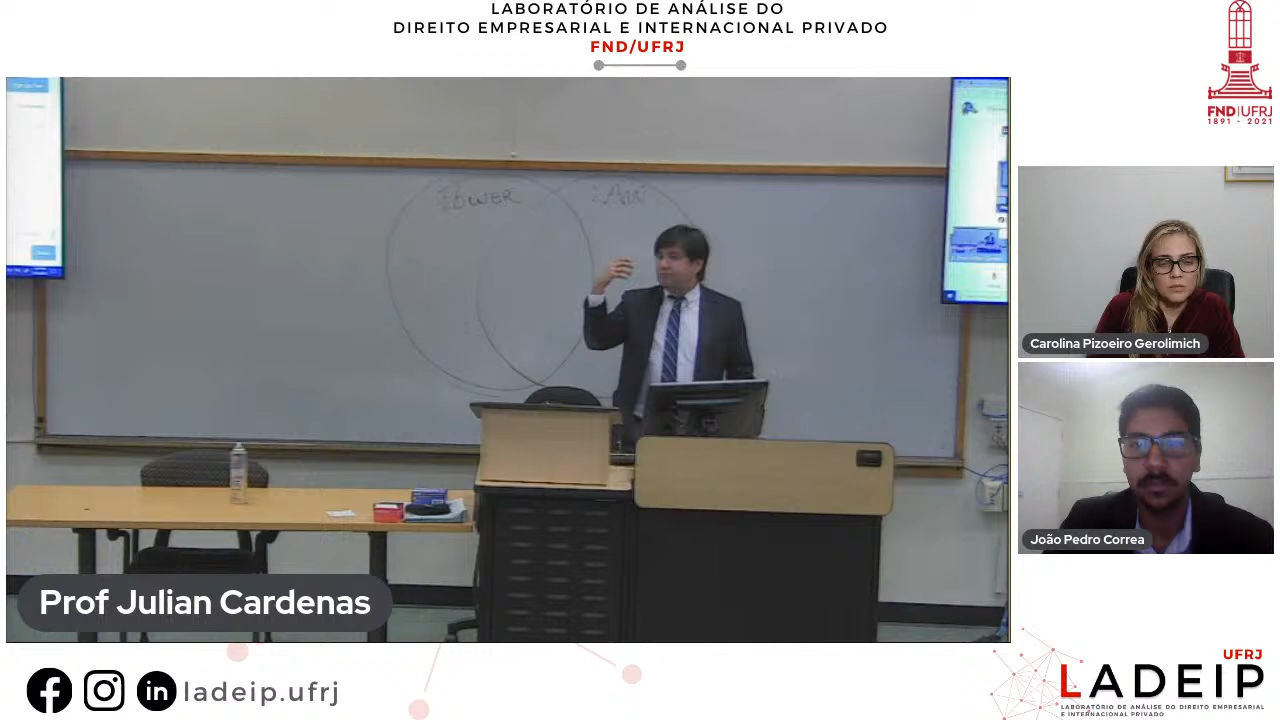 LABORATÓRIO DE ANÁLISE DO
DIREITO EMPRESARIAL E INTERNACIONAL PRIVADO
FND/UFRJ
FND|UFRJ
1891 - 2021
POWER
LAW
Carolina Pizoeiro Gerolimich
João Pedro Correa
Prof Julian Cardenas
in ladeip.ufrj
UFRJ
LADEIP
LABORATÓRIO DE ANÁLISE DO DIREITO EMPRESARIAL
E INTERNACIONAL PRIVADO